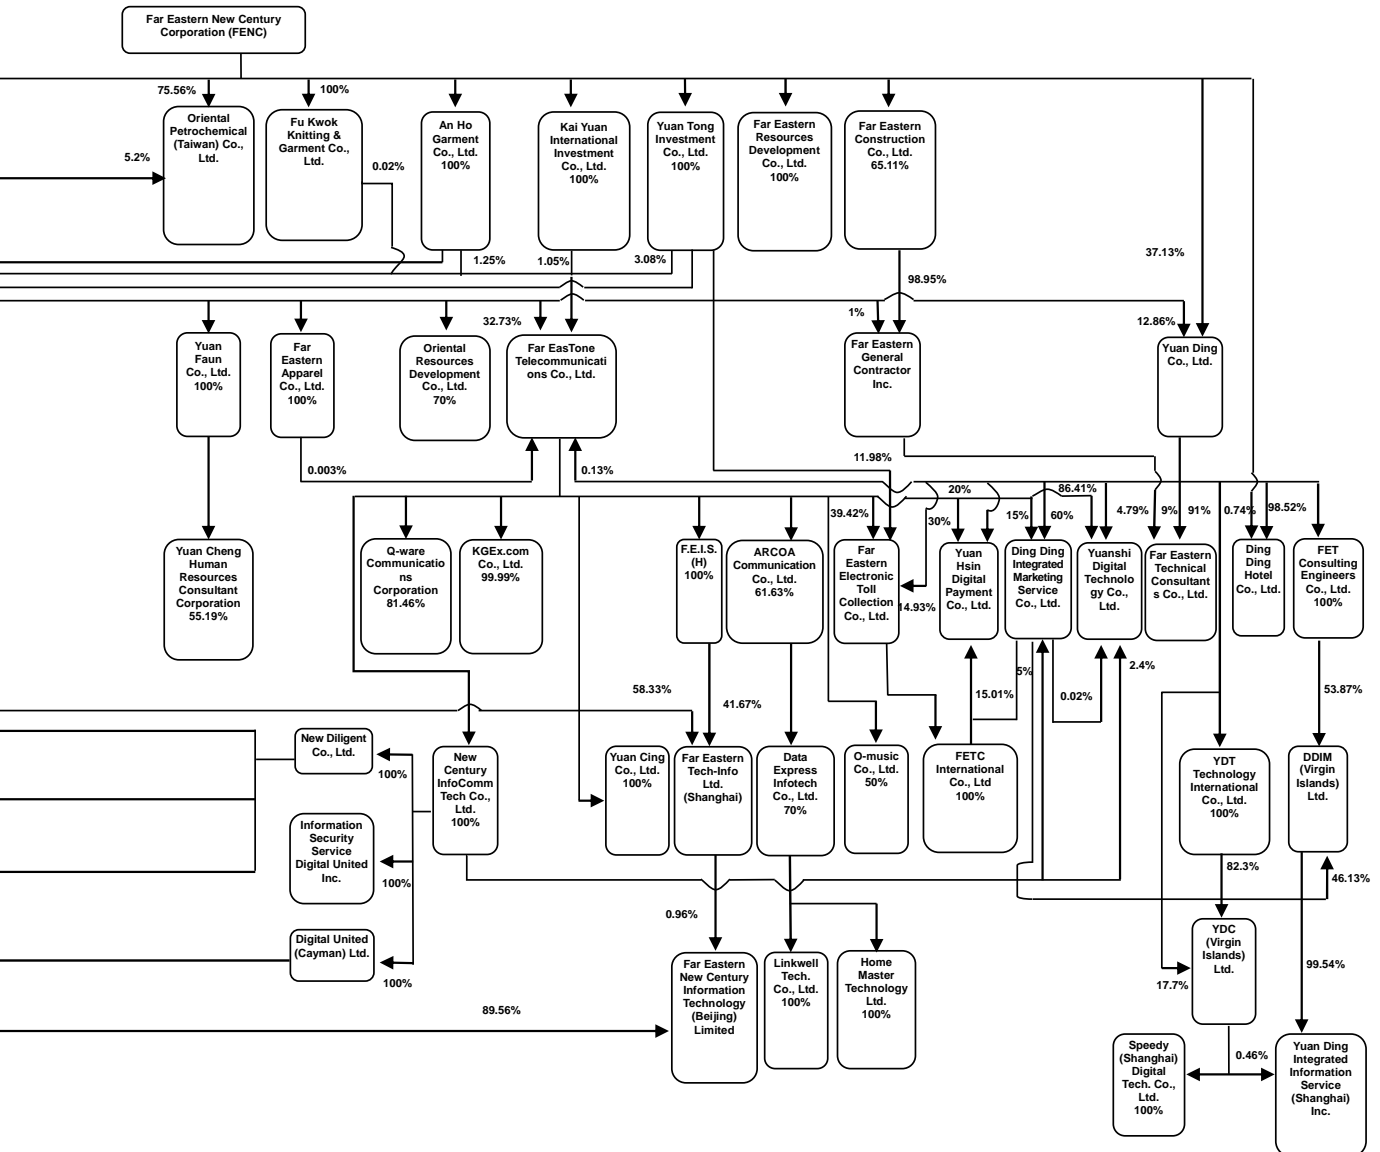 Far Eastern New Century
Corporation (FENC)
75.56%
100%
Oriental
Petrochemical
(Taiwan) Co.,
Ltd.
Fu Kwok
Knitting &
Garment Co.,
Ltd.
An Ho
Garment
Co., Ltd.
100%
Kai Yuan
International
Investment
Co., Ltd.
100%
Yuan Tong
Investment
Co., Ltd.
100%
Far Eastern
Resources
Development
Co., Ltd.
100%
Far Eastern
Construction
Co., Ltd.
65.11%
5.2%
0.02%
1.25%
1.05%
3.08%
98.95%
37.13%
32.73%
1%
12.86%
Yuan
Faun
Co., Ltd.
100%
Far
Eastern
Apparel
Co., Ltd.
100%
Oriental
Resources
Development
Co., Ltd.
70%
Far EasTone
Telecommunicati
ons Co., Ltd.
Far Eastern
General
Contractor
Inc.
Yuan Ding
Co., Ltd.
0.003%
0.13%
11.98%
39.42%
30%
20%
15%
60%
86.41%
4.79%
9%
91%
0.74%
98.52%
Yuan Cheng
Human
Resources
Consultant
Corporation
55.19%
Q-ware
Communicatio
ns
Corporation
81.46%
KGEx.com
Co., Ltd.
99.99%
F.E.I.S.
(H)
100%
ARCOA
Communication
Co., Ltd.
61.63%
Far
Eastern
Electronic
Toll
Collection
Co., Ltd.
14.93%
Yuan
Hsin
Digital
Payment
Co., Ltd.
Ding Ding
Integrated
Marketing
Service
Co., Ltd.
Yuanshi
Digital
Technolo
gy Co.,
Ltd.
Far Eastern
Technical
Consultant
s Co., Ltd.
Ding
Ding
Hotel
Co., Ltd.
FET
Consulting
Engineers
Co., Ltd.
100%
58.33%
41.67%
15.01%
5%
0.02%
2.4%
53.87%
New Diligent
Co., Ltd.
100%
New
Century
InfoComm
Tech Co.,
Ltd.
100%
Yuan Cing
Co., Ltd.
100%
Far Eastern
Tech-Info
Ltd.
(Shanghai)
Data
Express
Infotech
Co., Ltd.
70%
O-music
Co., Ltd.
50%
FETC
International
Co., Ltd
100%
YDT
Technology
International
Co., Ltd.
100%
DDIM
(Virgin
Islands)
Ltd.
Information
Security
Service
Digital United
Inc.
100%
82.3%
46.13%
0.96%
Digital United
(Cayman) Ltd.
100%
Far Eastern
New Century
Information
Technology
(Beijing)
Limited
Linkwell
Tech.
Co., Ltd.
100%
Home
Master
Technology
Ltd.
100%
YDC
(Virgin
Islands)
Ltd.
17.7%
99.54%
89.56%
Speedy
(Shanghai)
Digital
Tech. Co.,
Ltd.
100%
0.46%
Yuan Ding
Integrated
Information
Service
(Shanghai)
Inc.